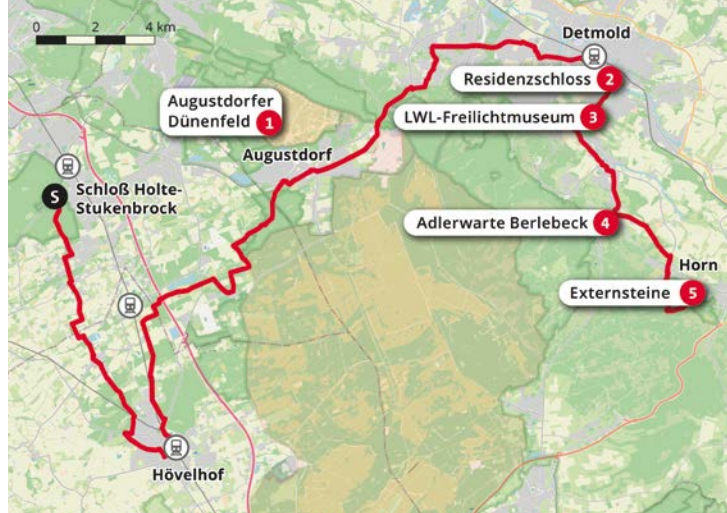 0 2 4 km
Detmold
Residenzschloss 2
Augustdorfer
Dünenfeld 1
LWL-Freilichtmuseum 3
Augustdorf
S Schloß Holte-
Stukenbrock
Adlerwarte Berlebeck 4
Horn
Externsteine 5
Hövelhof